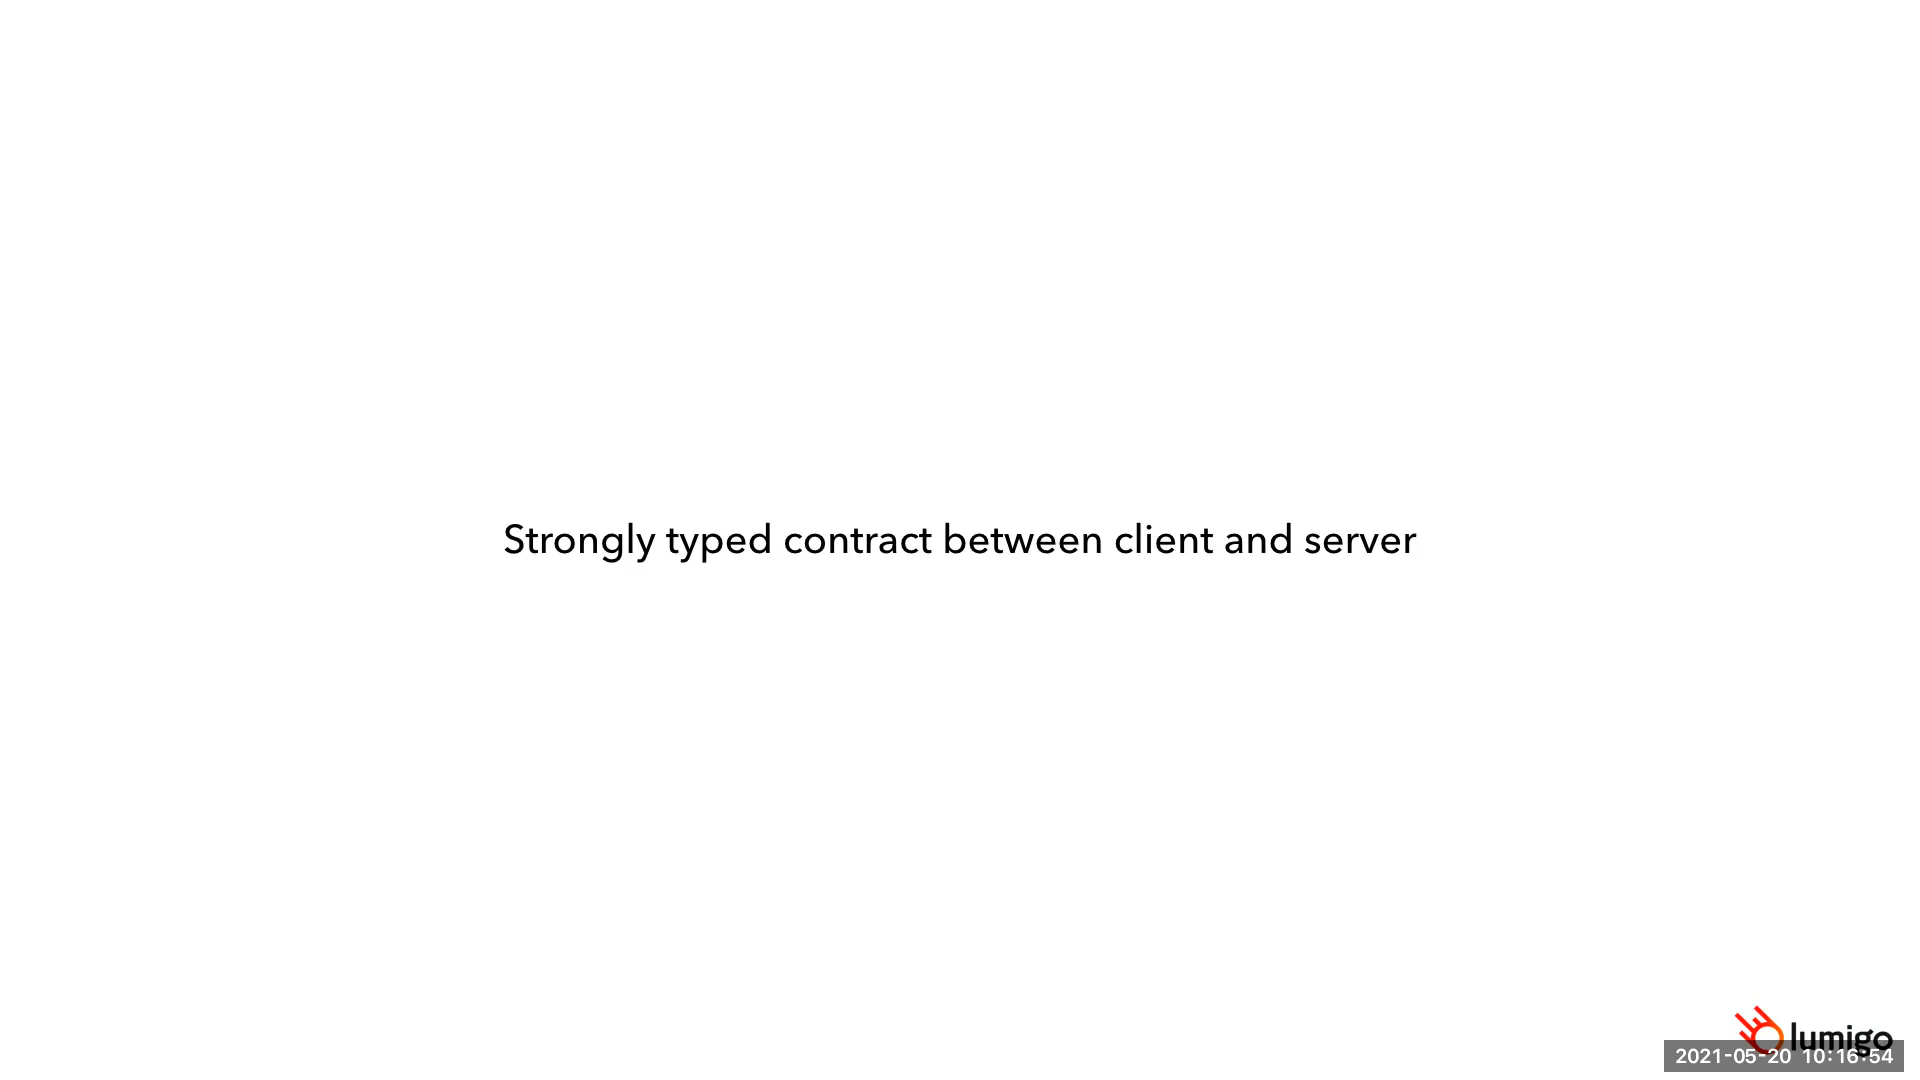 Strongly typed contract between client and server
lumigo
2021-05-20 10:16:54